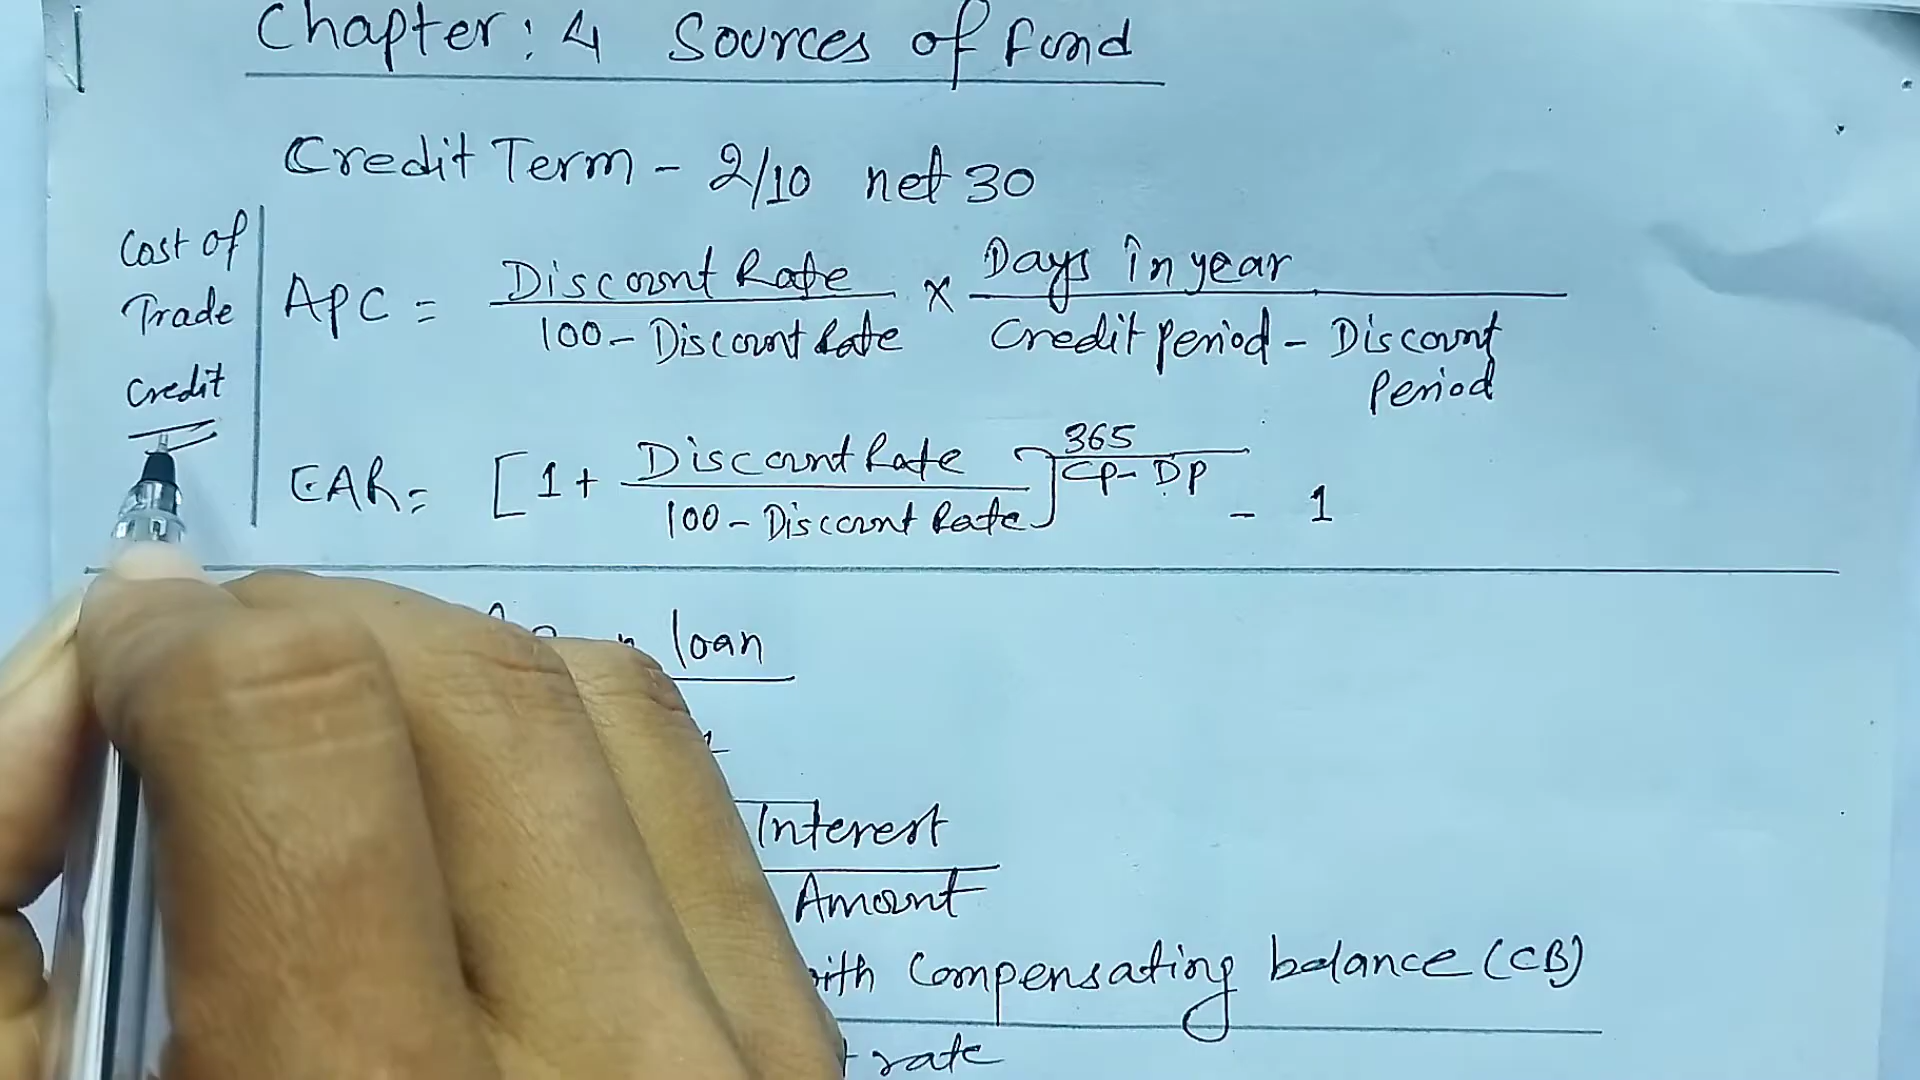 Chapter: 4 Sources of fund
Credit Term - 2/10 net 30
Cost of
Trade
Credit
APC = Discount Rate / 100 - Discount Rate × Days in year / Credit period - Discount Period
EAR = [1 + Discount Rate / 100 - Discount Rate]^365/CP-DP - 1
loan
Interest
Amount
with Compensating balance (CB)
rate